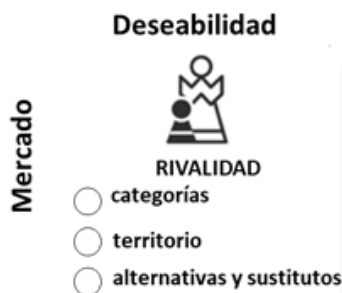 Deseabilidad
Mercado
RIVALIDAD
categorías
territorio
alternativas y sustitutos